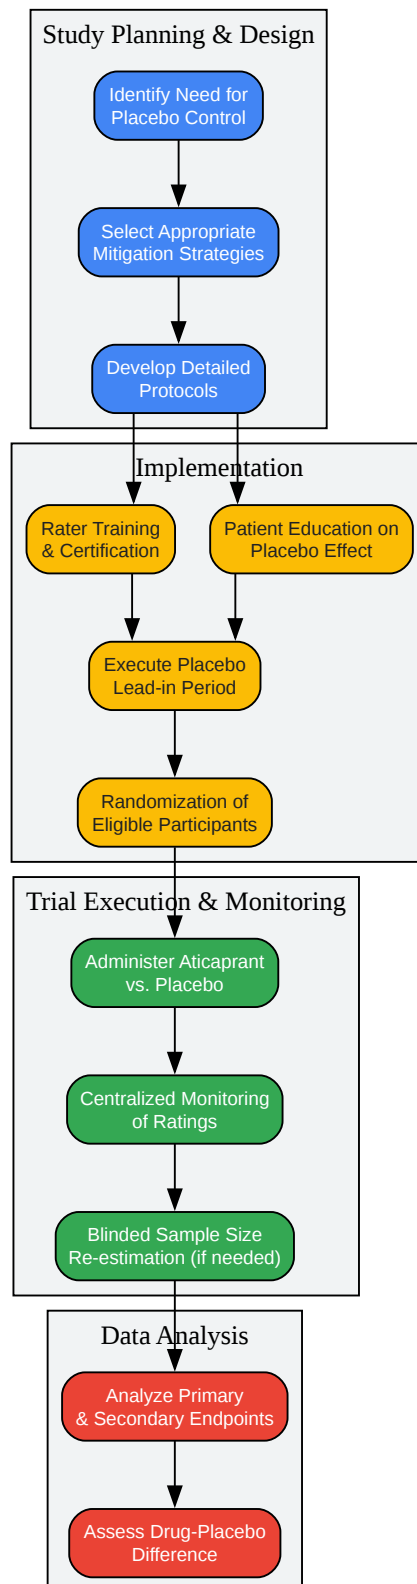 Study Planning & Design
Identify Need for
Placebo Control
Select Appropriate
Mitigation Strategies
Develop Detailed
Protocols
Implementation
Rater Training
& Certification
Patient Education on
Placebo Effect
Execute Placebo
Lead-in Period
Randomization of
Eligible Participants
Trial Execution & Monitoring
Administer Aticaprant
vs. Placebo
Centralized Monitoring
of Ratings
Blinded Sample Size
Re-estimation (if needed)
Data Analysis
Analyze Primary
& Secondary Endpoints
Assess Drug-Placebo
Difference